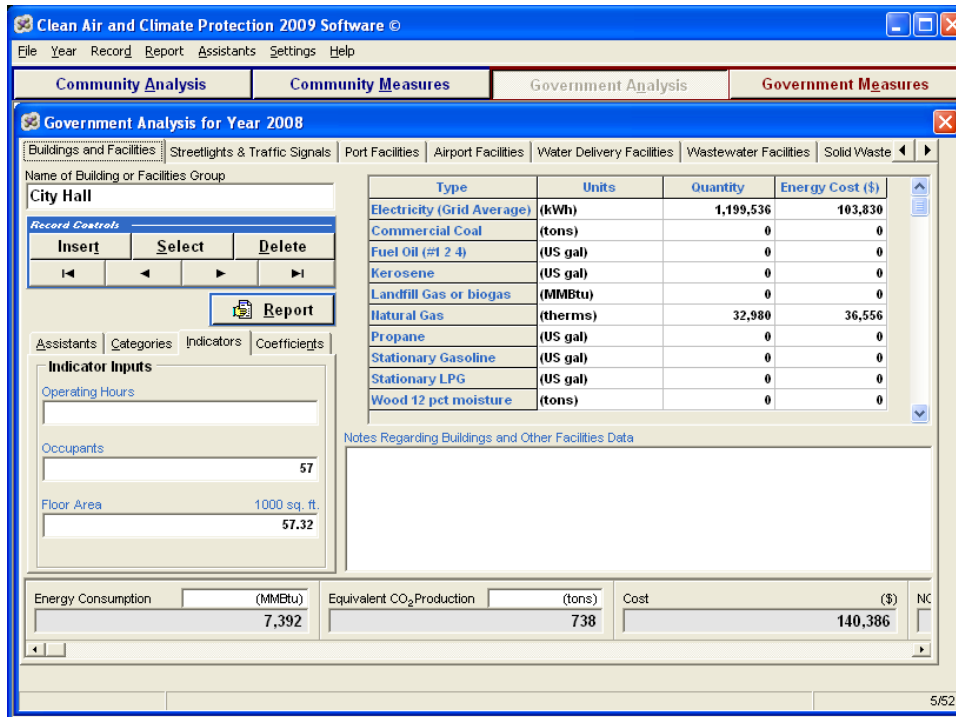 Clean Air and Climate Protection 2009 Software ©
File Year Record Report Assistants Settings Help
Community Analysis Community Measures Government Analysis Government Measures
Government Analysis for Year 2008
Buildings and Facilities Streetlights & Traffic Signals Port Facilities Airport Facilities Water Delivery Facilities Wastewater Facilities Solid Waste
Name of Building or Facilities Group
City Hall
Record Controls
Insert Select Delete
Report
Assistants Categories Indicators Coefficients
Indicator Inputs
Operating Hours
Occupants
57
Floor Area 1000 sq. ft.
57.32
Type Units Quantity Energy Cost ($)
Electricity (Grid Average) (kWh) 1,199,536 103,830
Commercial Coal (tons) 0 0
Fuel Oil (#1 2 4) (US gal) 0 0
Kerosene (US gal) 0 0
Landfill Gas or biogas (MMBtu) 0 0
Natural Gas (therms) 32,980 36,556
Propane (US gal) 0 0
Stationary Gasoline (US gal) 0 0
Stationary LPG (US gal) 0 0
Wood 12 pct moisture (tons) 0 0
Notes Regarding Buildings and Other Facilities Data
Energy Consumption (MMBtu) Equivalent CO₂Production (tons) Cost ($)
7,392 738 140,386
5/52